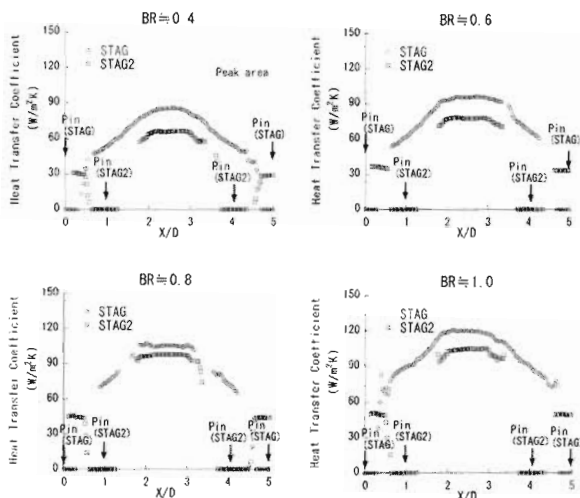 BR≒0.4
Heat Transfer Coefficient
(W/m²K)
150
120
90
60
30
0
STAG
STAG2
Peak area
Pin
(STAG)
Pin
(STAG2)
Pin
(STAG2)
Pin
(STAG)
0 1 2 3 4 5
X/D
BR≒0.6
Heat Transfer Coefficient
(W/m²K)
150
120
90
60
30
0
STAG
STAG2
Pin
(STAG)
Pin
(STAG2)
Pin
(STAG2)
Pin
(STAG)
0 1 2 3 4 5
X/D
BR≒0.8
Heat Transfer Coefficient
(W/m²K)
150
120
90
60
30
0
STAG
STAG2
Pin
(STAG)
Pin
(STAG2)
Pin
(STAG2)
Pin
(STAG)
0 1 2 3 4 5
X/D
BR≒1.0
Heat Transfer Coefficient
(W/m²K)
150
120
90
60
30
0
STAG
STAG2
Pin
(STAG)
Pin
(STAG2)
Pin
(STAG2)
Pin
(STAG)
0 1 2 3 4 5
X/D